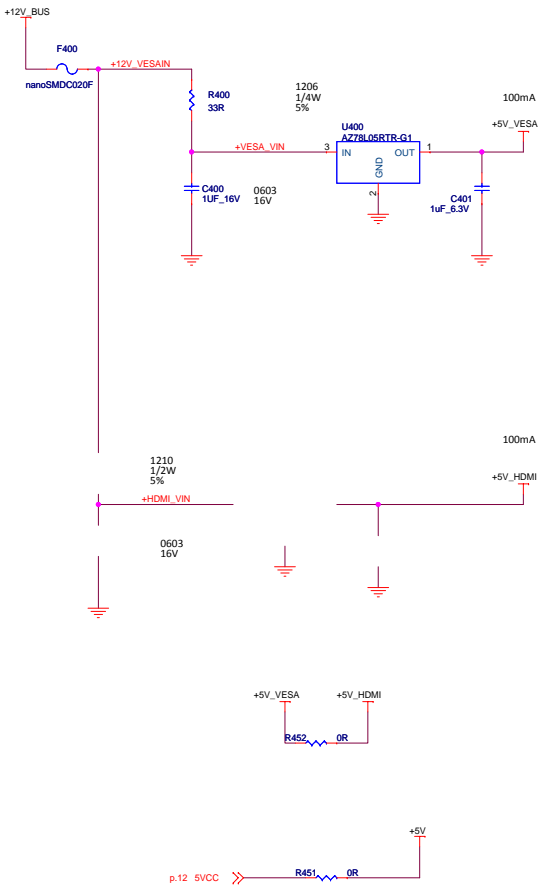 +12V_BUS
F400
+12V_VESAIN
nanoSMDC020F
R400
33R
1206
1/4W
5%
100mA
+5V_VESA
U400
AZ78L05RTR-G1
+VESA_VIN
3
IN
OUT
1
GND
2
C400
1UF_16V
0603
16V
C401
1uF_6.3V
100mA
1210
1/2W
5%
+5V_HDMI
+HDMI_VIN
0603
16V
+5V_VESA
+5V_HDMI
R452
0R
+5V
p.12 5VCC
R451
0R